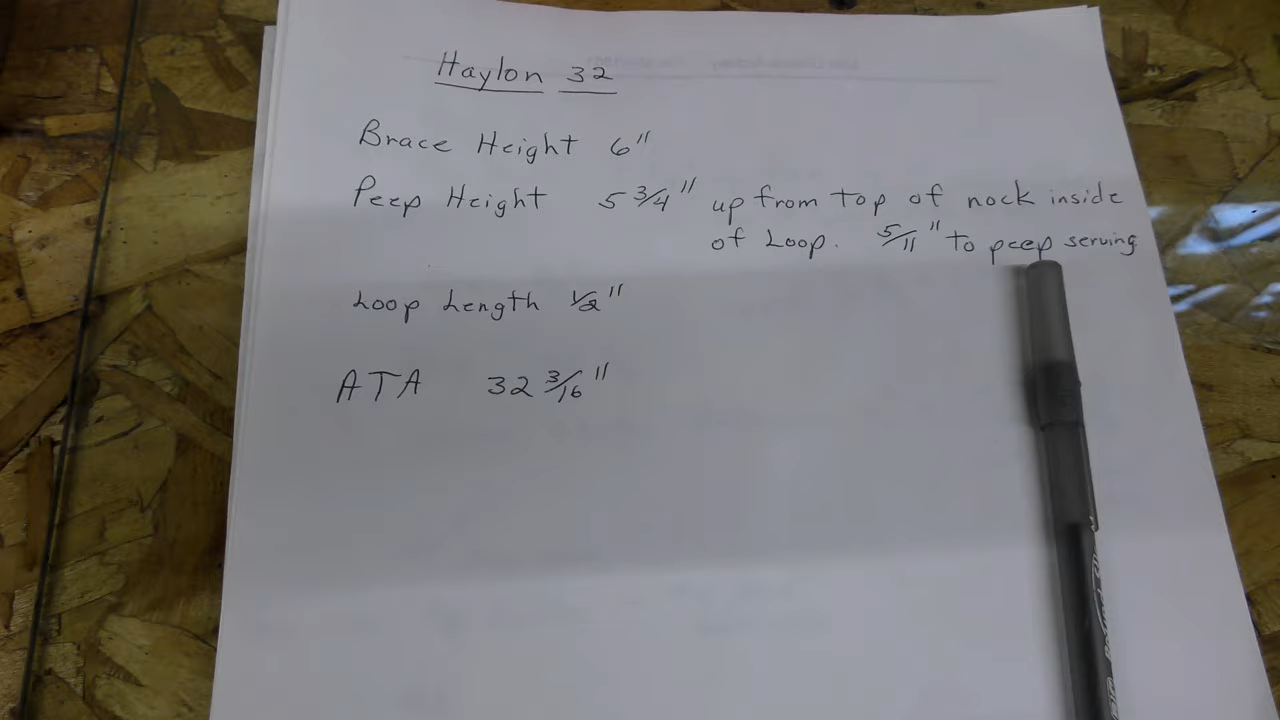 Haylon 32
Brace Height 6"
Peep Height 5 3/4" up from top of nock inside
of Loop. 5/11" to peep serving
Loop Length 1/2"
ATA 32 3/16"